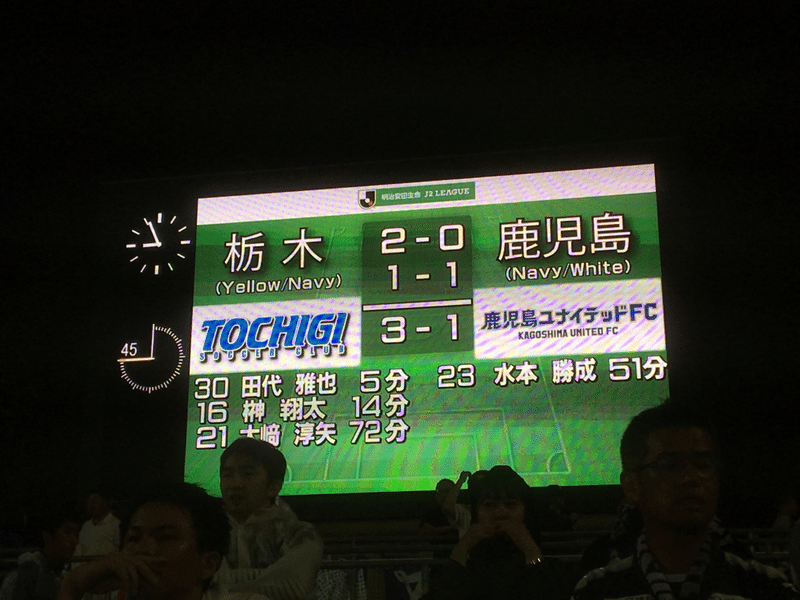 明治安田生命 J2 LEAGUE
栃木 2-0 鹿児島
(Yellow/Navy) 1-1 (Navy/White)
TOCHIGI SOCCER CLUB 3-1 鹿児島ユナイテッドFC
KAGOSHIMA UNITED FC
30 田代 雅也 5分 23 水本 勝成 51分
16 榊 翔太 14分
21 大﨑 淳矢 72分
45